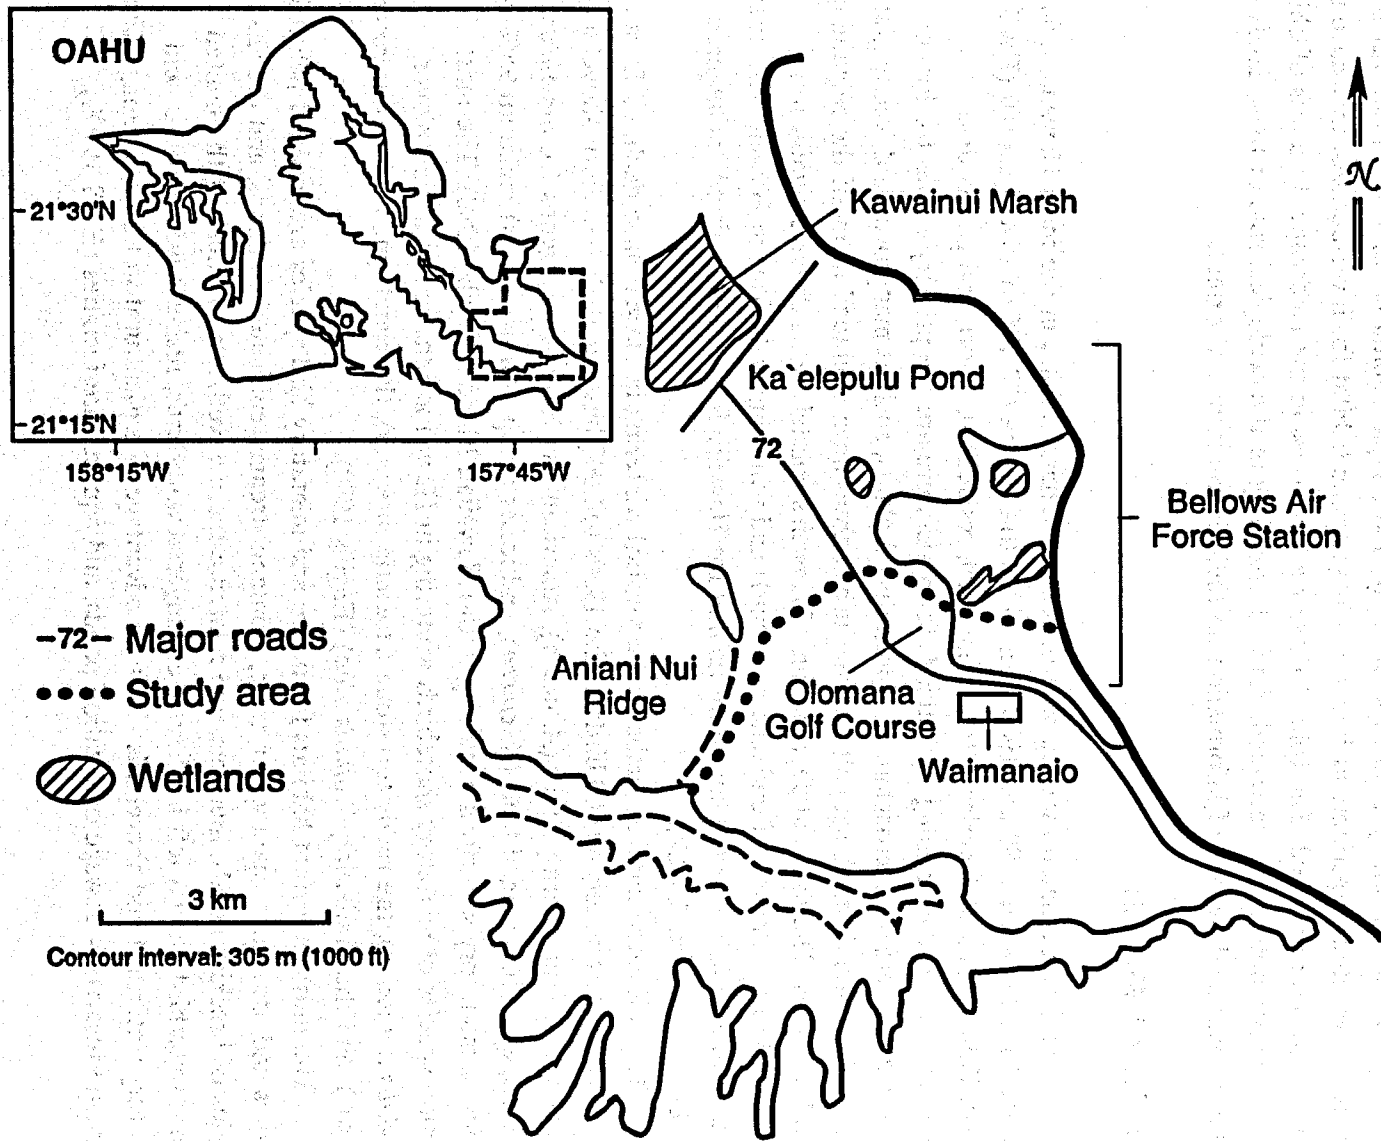 OAHU
21°30'N
21°15'N
158°15'W
157°45'W
N
Kawainui Marsh
Ka`elepulu Pond
72
Bellows Air
Force Station
Aniani Nui
Ridge
Olomana
Golf Course
Waimanaio
-72- Major roads
Study area
Wetlands
3 km
Contour interval: 305 m (1000 ft)